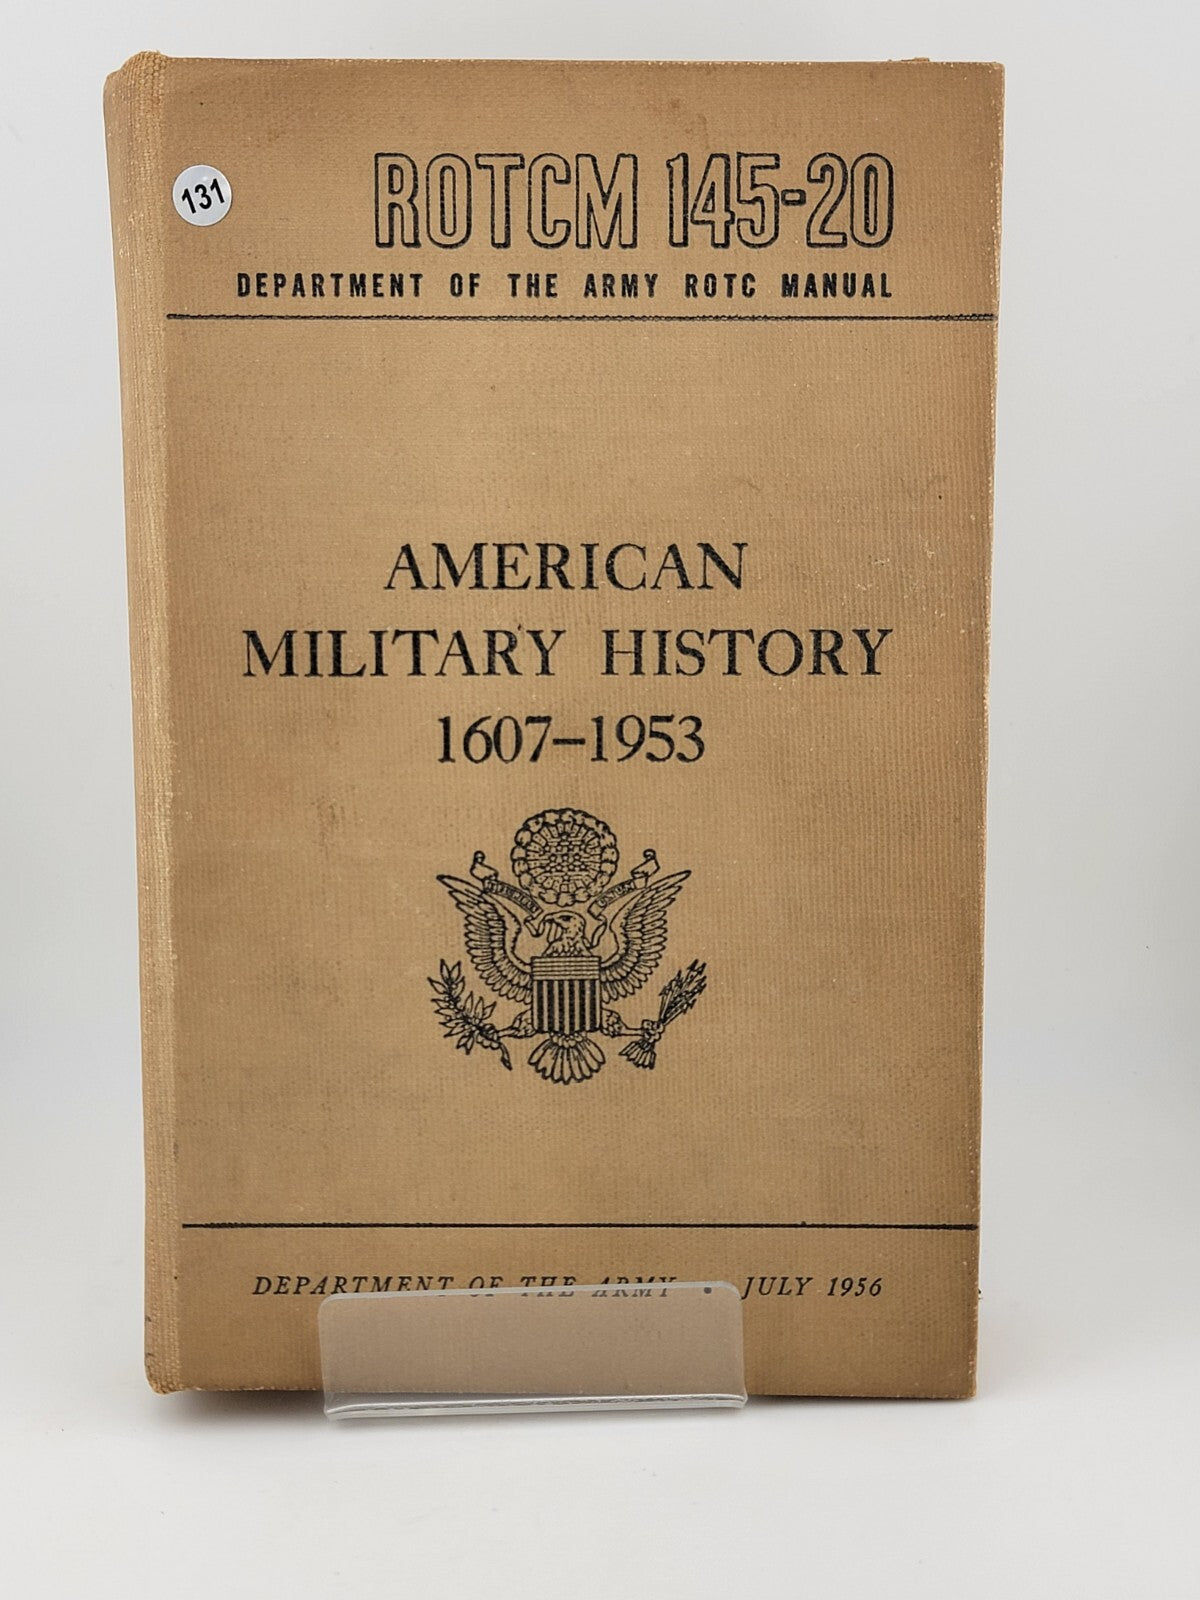 131
ROTCM 145-20
DEPARTMENT OF THE ARMY ROTC MANUAL
AMERICAN
MILITARY HISTORY
1607–1953
DEPARTMENT OF THE ARMY • JULY 1956